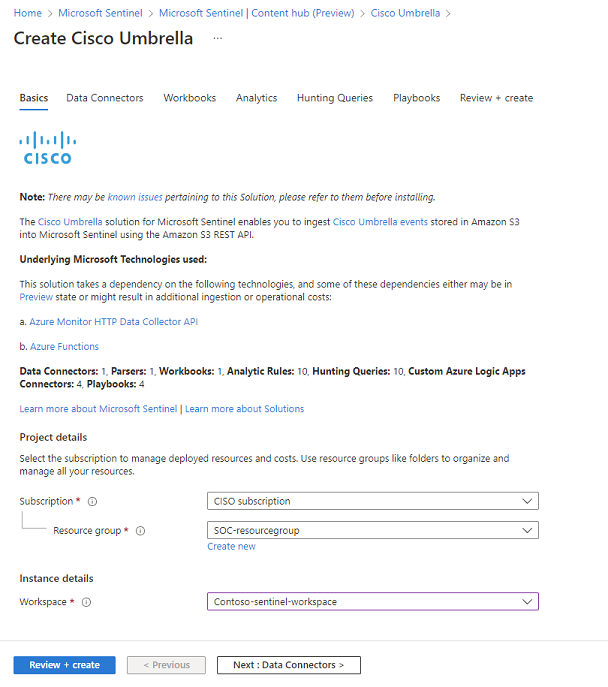 Home > Microsoft Sentinel > Microsoft Sentinel | Content hub (Preview) > Cisco Umbrella >
Create Cisco Umbrella ...
Basics Data Connectors Workbooks Analytics Hunting Queries Playbooks Review + create
CISCO
Note: There may be known issues pertaining to this Solution, please refer to them before installing.
The Cisco Umbrella solution for Microsoft Sentinel enables you to ingest Cisco Umbrella events stored in Amazon S3
into Microsoft Sentinel using the Amazon S3 REST API.
Underlying Microsoft Technologies used:
This solution takes a dependency on the following technologies, and some of these dependencies either may be in
Preview state or might result in additional ingestion or operational costs:
a. Azure Monitor HTTP Data Collector API
b. Azure Functions
Data Connectors: 1, Parsers: 1, Workbooks: 1, Analytic Rules: 10, Hunting Queries: 10, Custom Azure Logic Apps
Connectors: 4, Playbooks: 4
Learn more about Microsoft Sentinel | Learn more about Solutions
Project details
Select the subscription to manage deployed resources and costs. Use resource groups like folders to organize and
manage all your resources.
Subscription * CISO subscription
Resource group * SOC-resourcegroup
Create new
Instance details
Workspace * Contoso-sentinel-workspace
Review + create < Previous Next : Data Connectors >